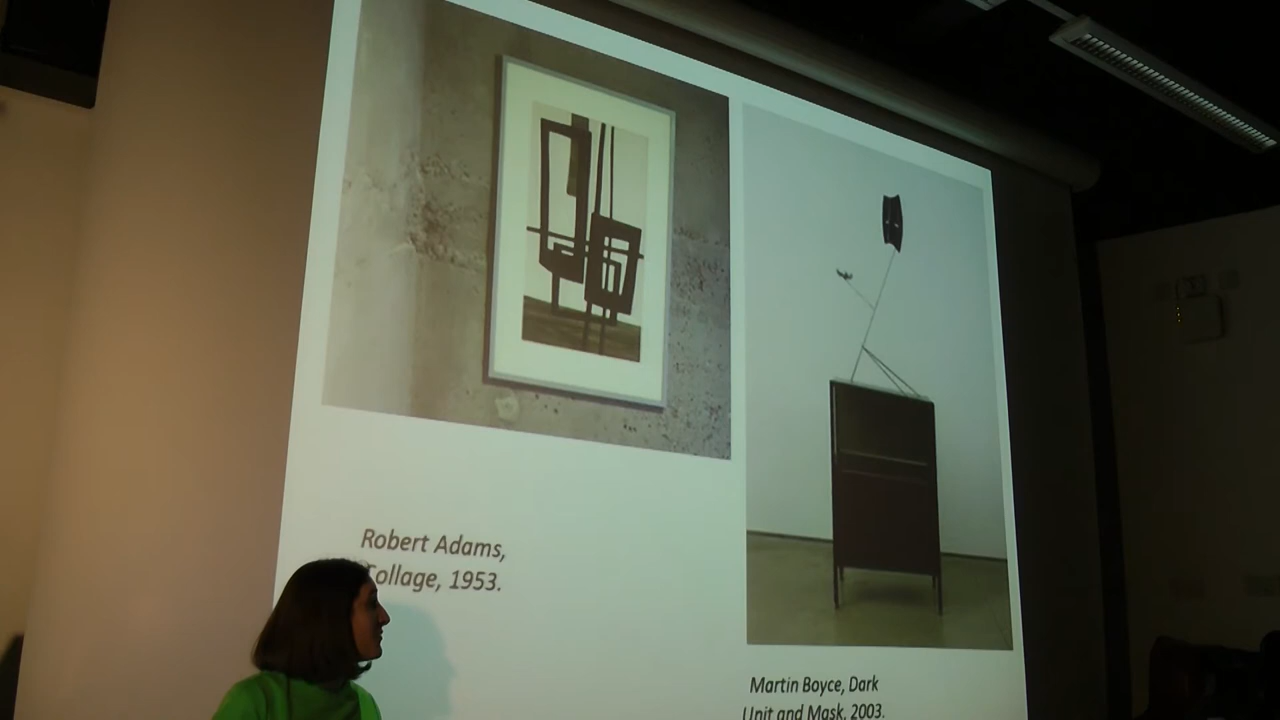 Robert Adams,
Collage, 1953.
Martin Boyce, Dark
Unit and Mask, 2003.